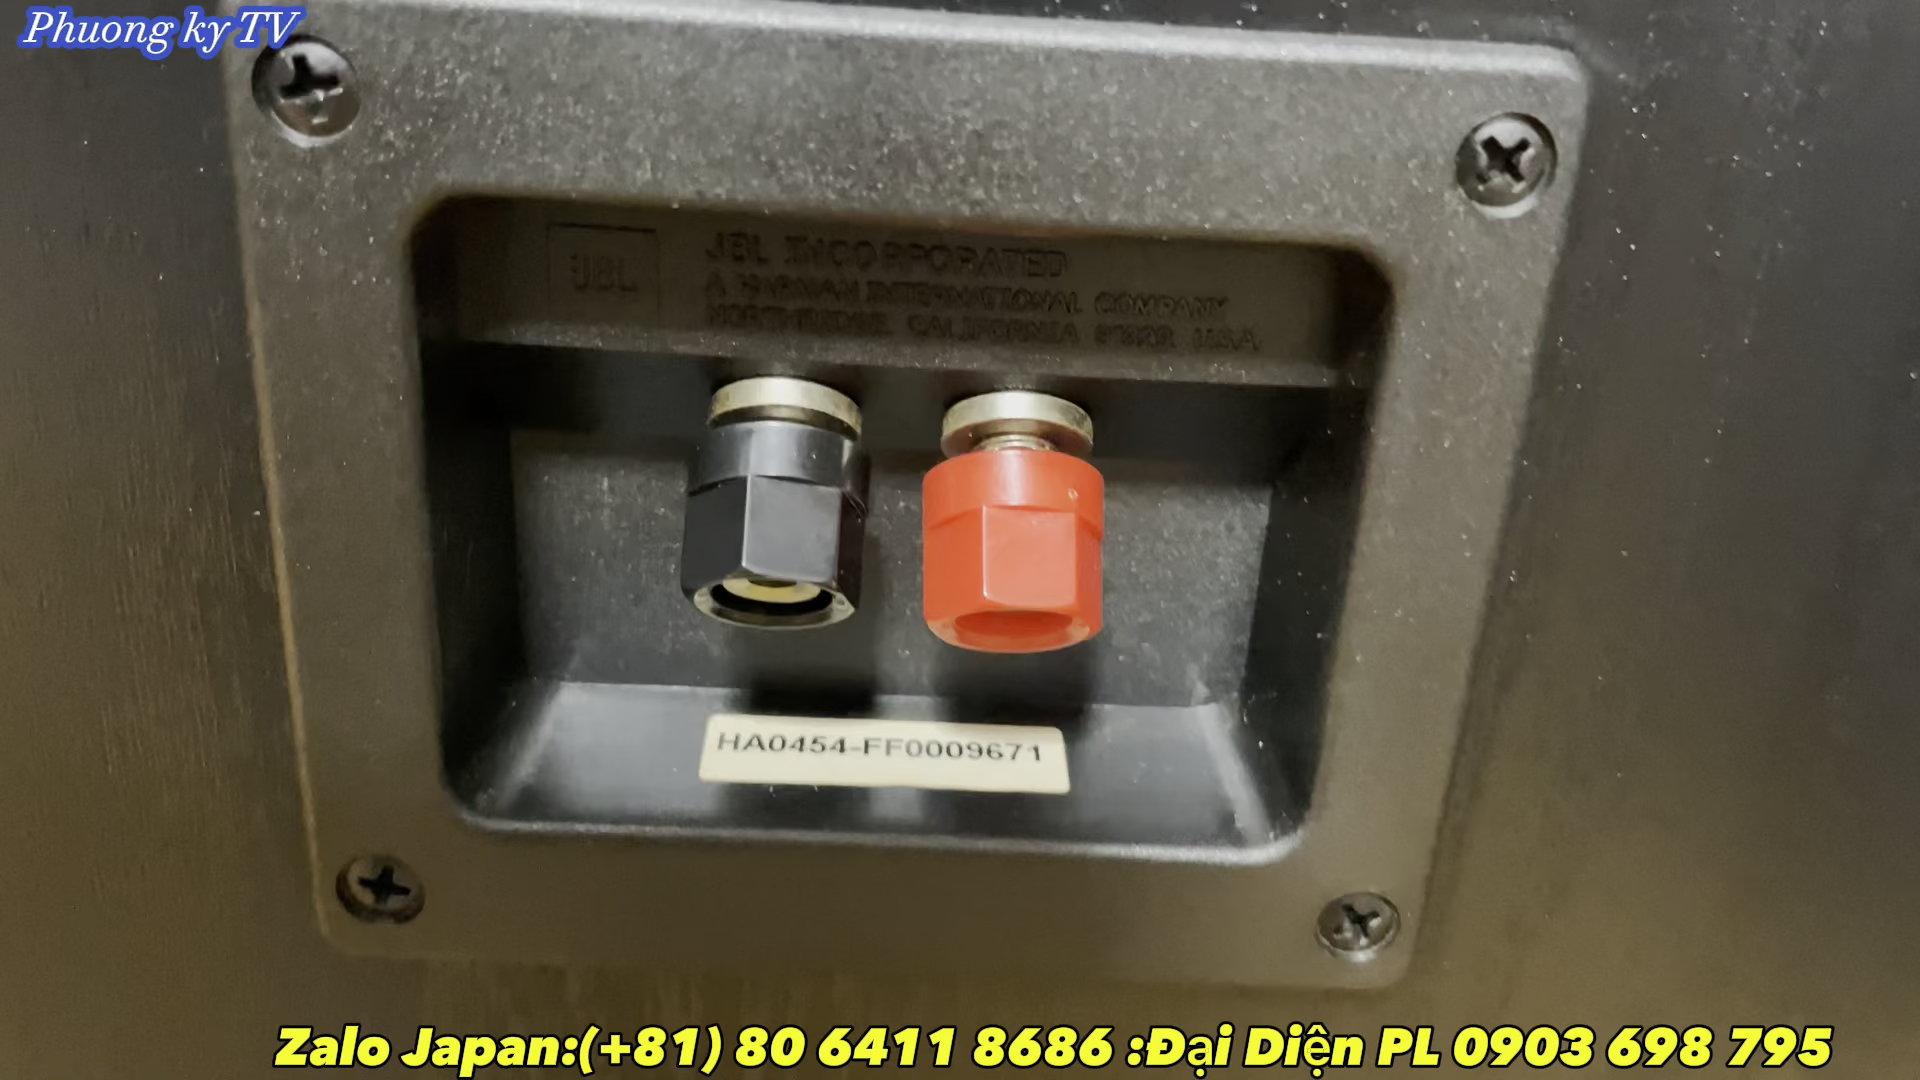 Phuong ky TV
JBL
JBL INCORPORATED
A HARMAN INTERNATIONAL COMPANY
NORTHRIDGE, CALIFORNIA U.S.A.
HA0454-FF0009671
Zalo Japan:(+81) 80 6411 8686 :Đại Diện PL 0903 698 795